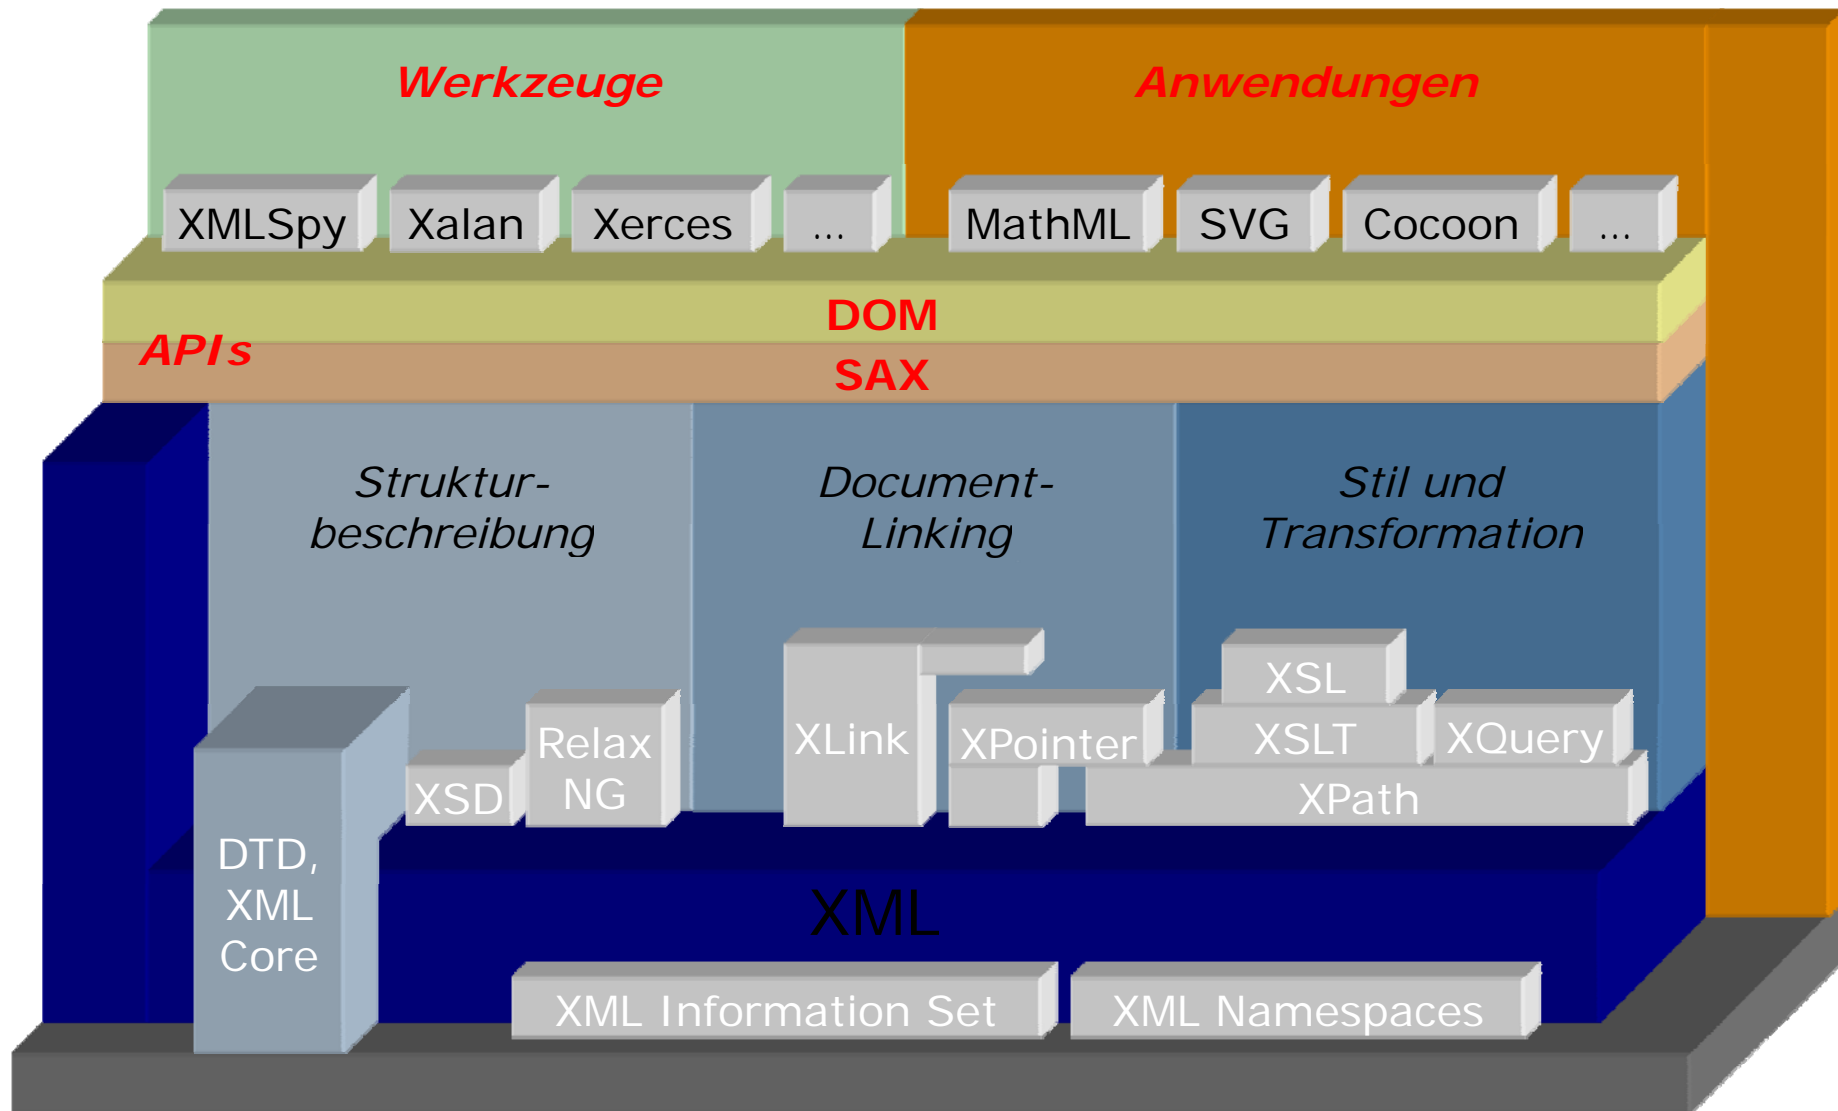 Werkzeuge
Anwendungen
XMLSpy
Xalan
Xerces
...
MathML
SVG
Cocoon
...
DOM
APIs
SAX
Struktur-
beschreibung
Document-
Linking
Stil und
Transformation
XSL
XLink
XPointer
XSLT
XQuery
Relax
NG
XSD
XPath
DTD,
XML
Core
XML
XML Information Set
XML Namespaces